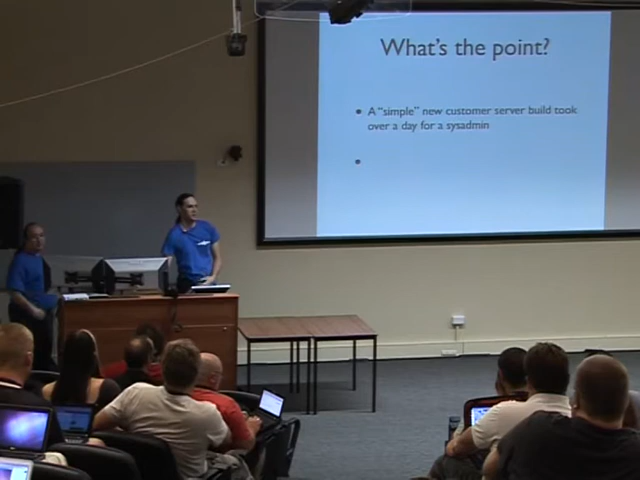 What's the point?
• A "simple" new customer server build took
over a day for a sysadmin
•